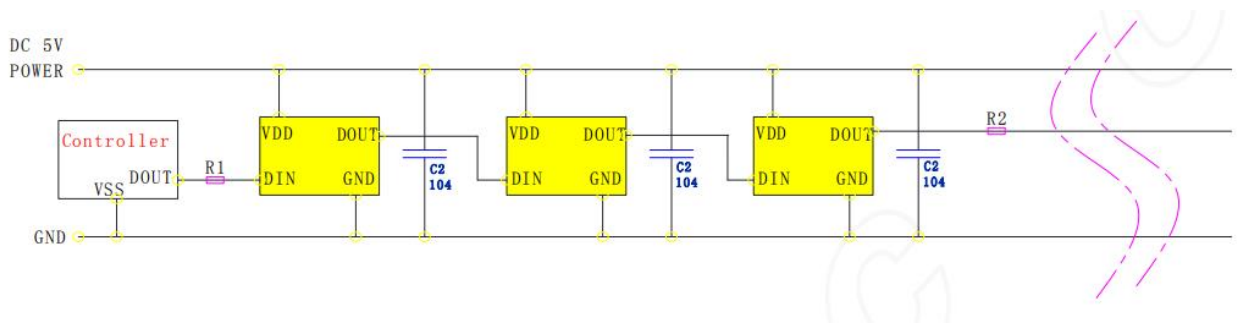 DC 5V
POWER
Controller
DOUT
VSS
R1
VDD
DOUT
DIN
GND
C2
104
VDD
DOUT
DIN
GND
C2
104
VDD
DOUT
DIN
GND
C2
104
R2
GND